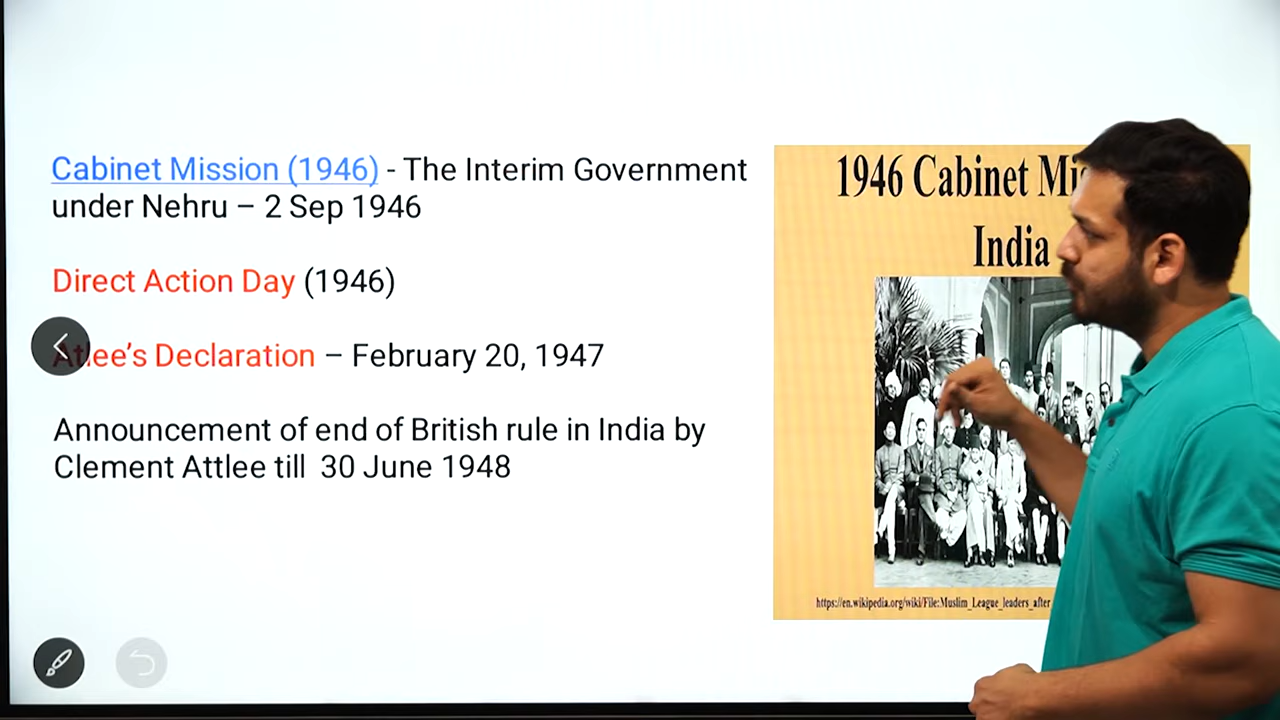 Cabinet Mission (1946) - The Interim Government
under Nehru – 2 Sep 1946
Direct Action Day (1946)
Atlee's Declaration – February 20, 1947
Announcement of end of British rule in India by
Clement Attlee till 30 June 1948
1946 Cabinet
India
https://en.wikipedia.org/wiki/File:Muslim_League_leaders_after